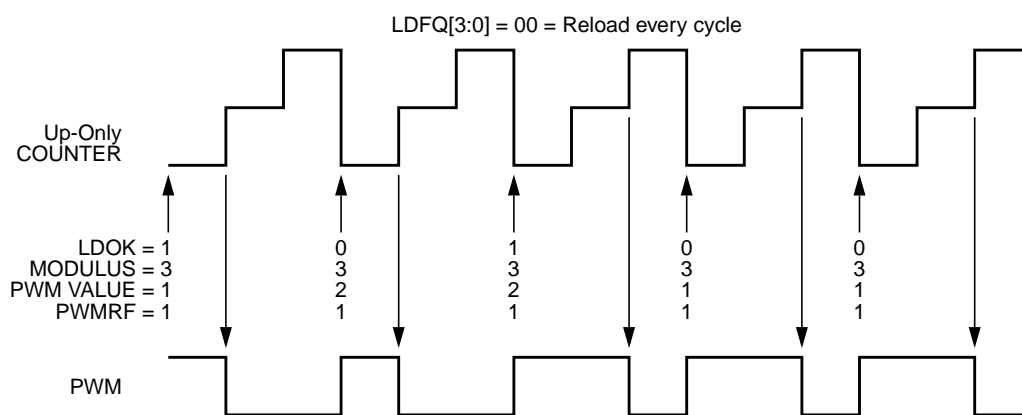 LDFQ[3:0] = 00 = Reload every cycle
Up-Only
COUNTER
LDOK = 1 0 1 0 0
MODULUS = 3 3 3 3 3
PWM VALUE = 1 2 2 1 1
PWMRF = 1 1 1 1 1
PWM